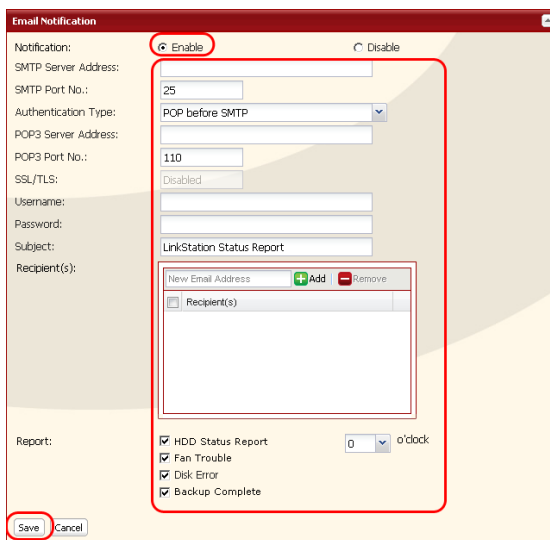 Email Notification
Notification: Enable Disable
SMTP Server Address:
SMTP Port No.: 25
Authentication Type: POP before SMTP
POP3 Server Address:
POP3 Port No.: 110
SSL/TLS: Disabled
Username:
Password:
Subject: LinkStation Status Report
Recipient(s): New Email Address Add Remove
Recipient(s)
Report: HDD Status Report 0 o'clock
Fan Trouble
Disk Error
Backup Complete
Save Cancel